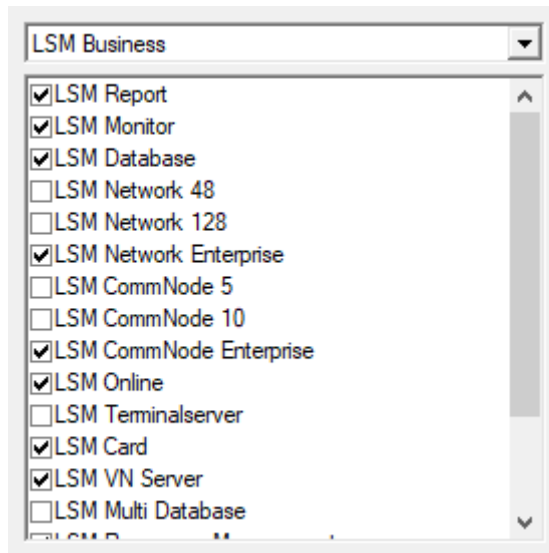 LSM Business
LSM Report
LSM Monitor
LSM Database
LSM Network 48
LSM Network 128
LSM Network Enterprise
LSM CommNode 5
LSM CommNode 10
LSM CommNode Enterprise
LSM Online
LSM Terminalserver
LSM Card
LSM VN Server
LSM Multi Database
LSM